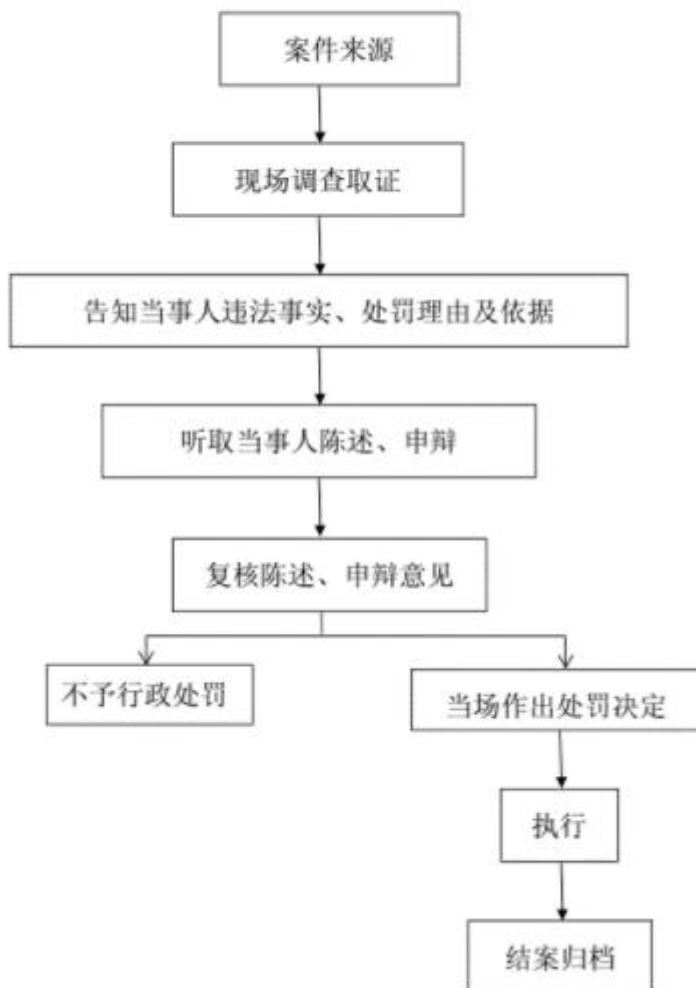 案件来源
现场调查取证
告知当事人违法事实、处罚理由及依据
听取当事人陈述、申辩
复核陈述、申辩意见
不予行政处罚
当场作出处罚决定
执行
结案归档